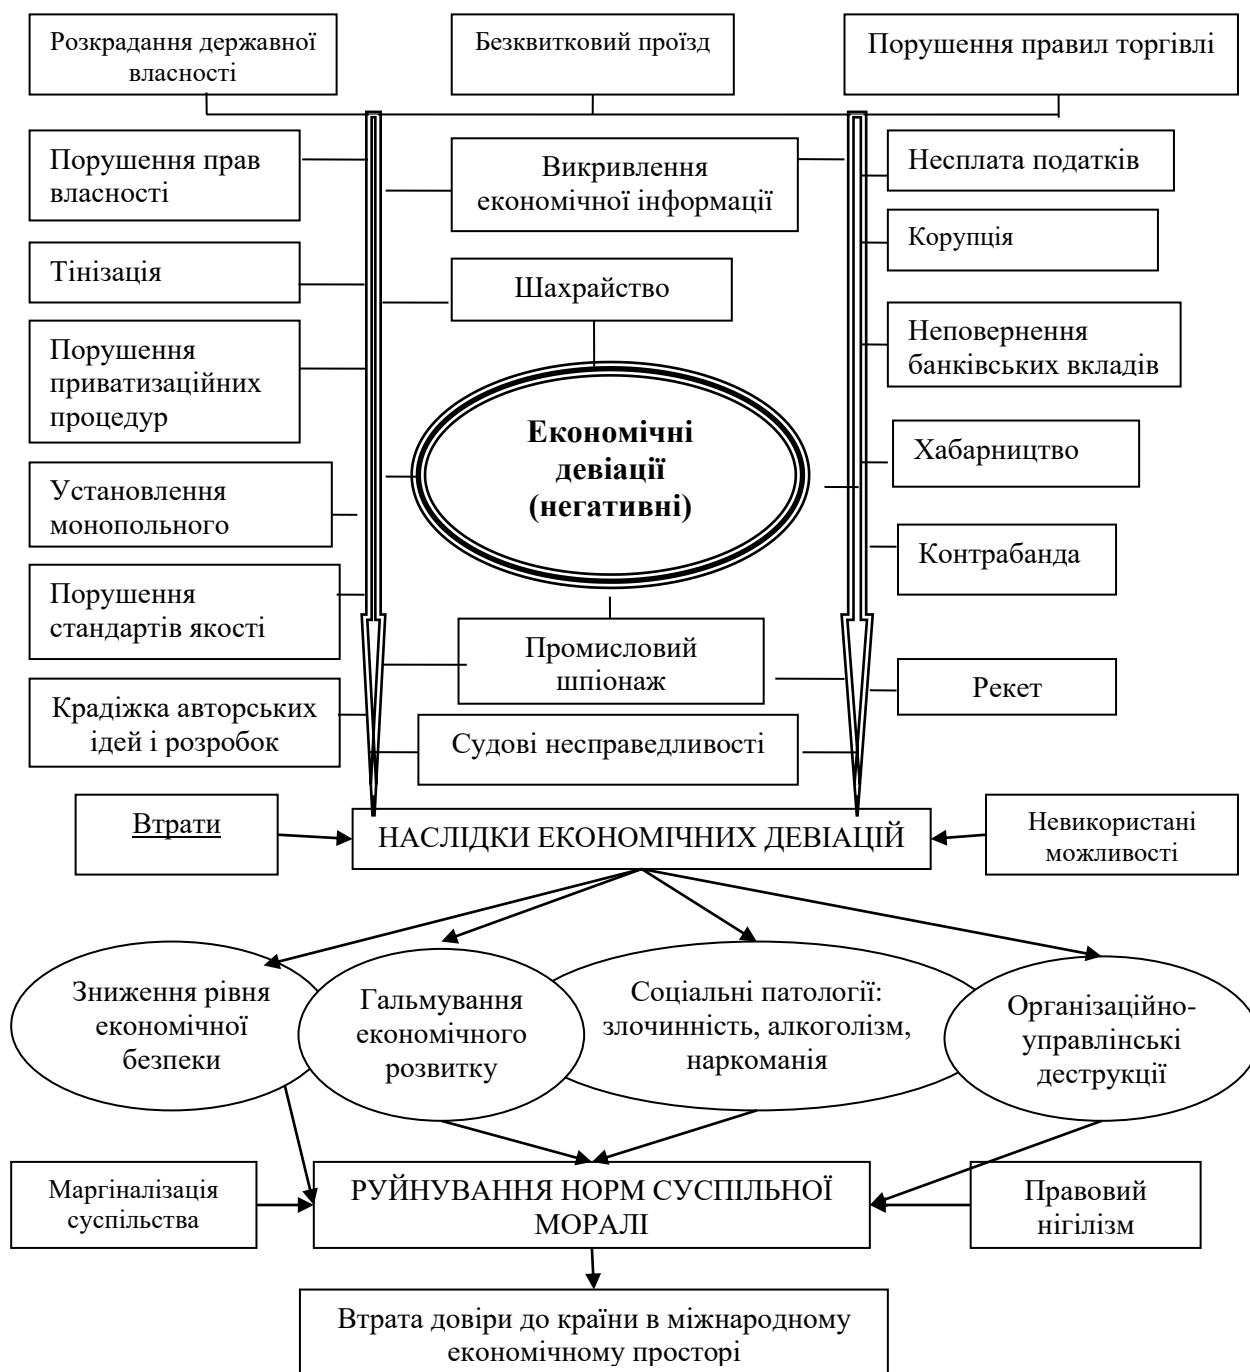 Розкрадання державної
власності
Безквитковий проїзд
Порушення правил торгівлі
Порушення прав
власності
Викривлення
економічної інформації
Несплата податків
Корупція
Тінізація
Шахрайство
Порушення
приватизаційних
процедур
Неповернення
банківських вкладів
Економічні
девіації
(негативні)
Хабарництво
Установлення
монопольного
Контрабанда
Порушення
стандартів якості
Промисловий
шпіонаж
Рекет
Крадіжка авторських
ідей і розробок
Судові несправедливості
Втрати
НАСЛІДКИ ЕКОНОМІЧНИХ ДЕВІАЦІЙ
Невикористані
можливості
Зниження рівня
економічної
безпеки
Гальмування
економічного
розвитку
Соціальні патології:
злочинність, алкоголізм,
наркоманія
Організаційно-
управлінські
деструкції
Маргіналізація
суспільства
РУЙНУВАННЯ НОРМ СУСПІЛЬНОЇ
МОРАЛІ
Правовий
нігілізм
Втрата довіри до країни в міжнародному
економічному просторі